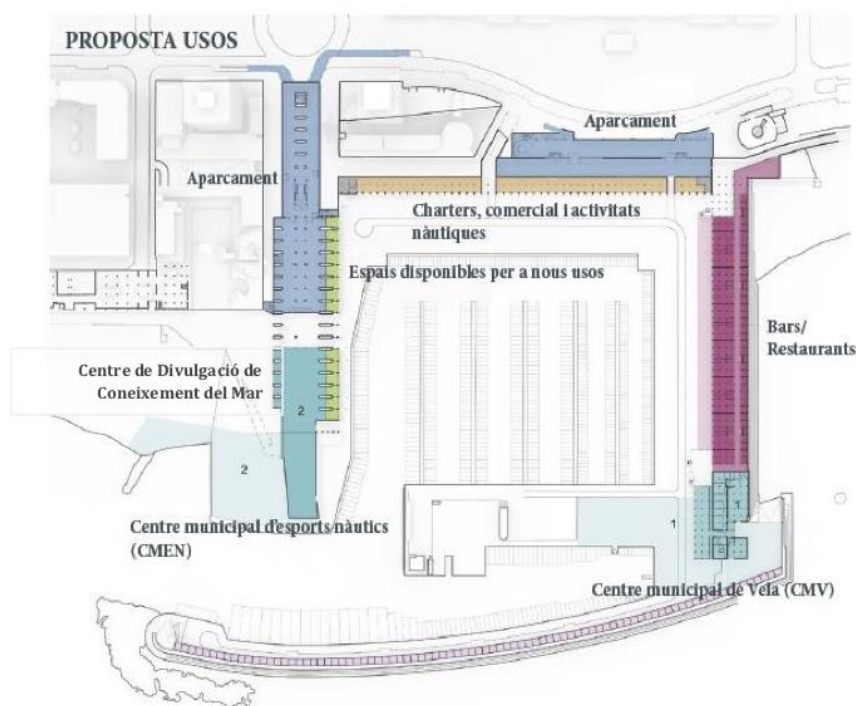 PROPOSTA USOS
Aparcament
Aparcament
Charters, comercial i activitats
nàutiques
Espais disponibles per a nous usos
Bars/
Restaurants
Centre de Divulgació de
Coneixement del Mar
2
2
1
1
Centre municipal d'esports nàutics
(CMEN)
Centre municipal de Vela (CMV)